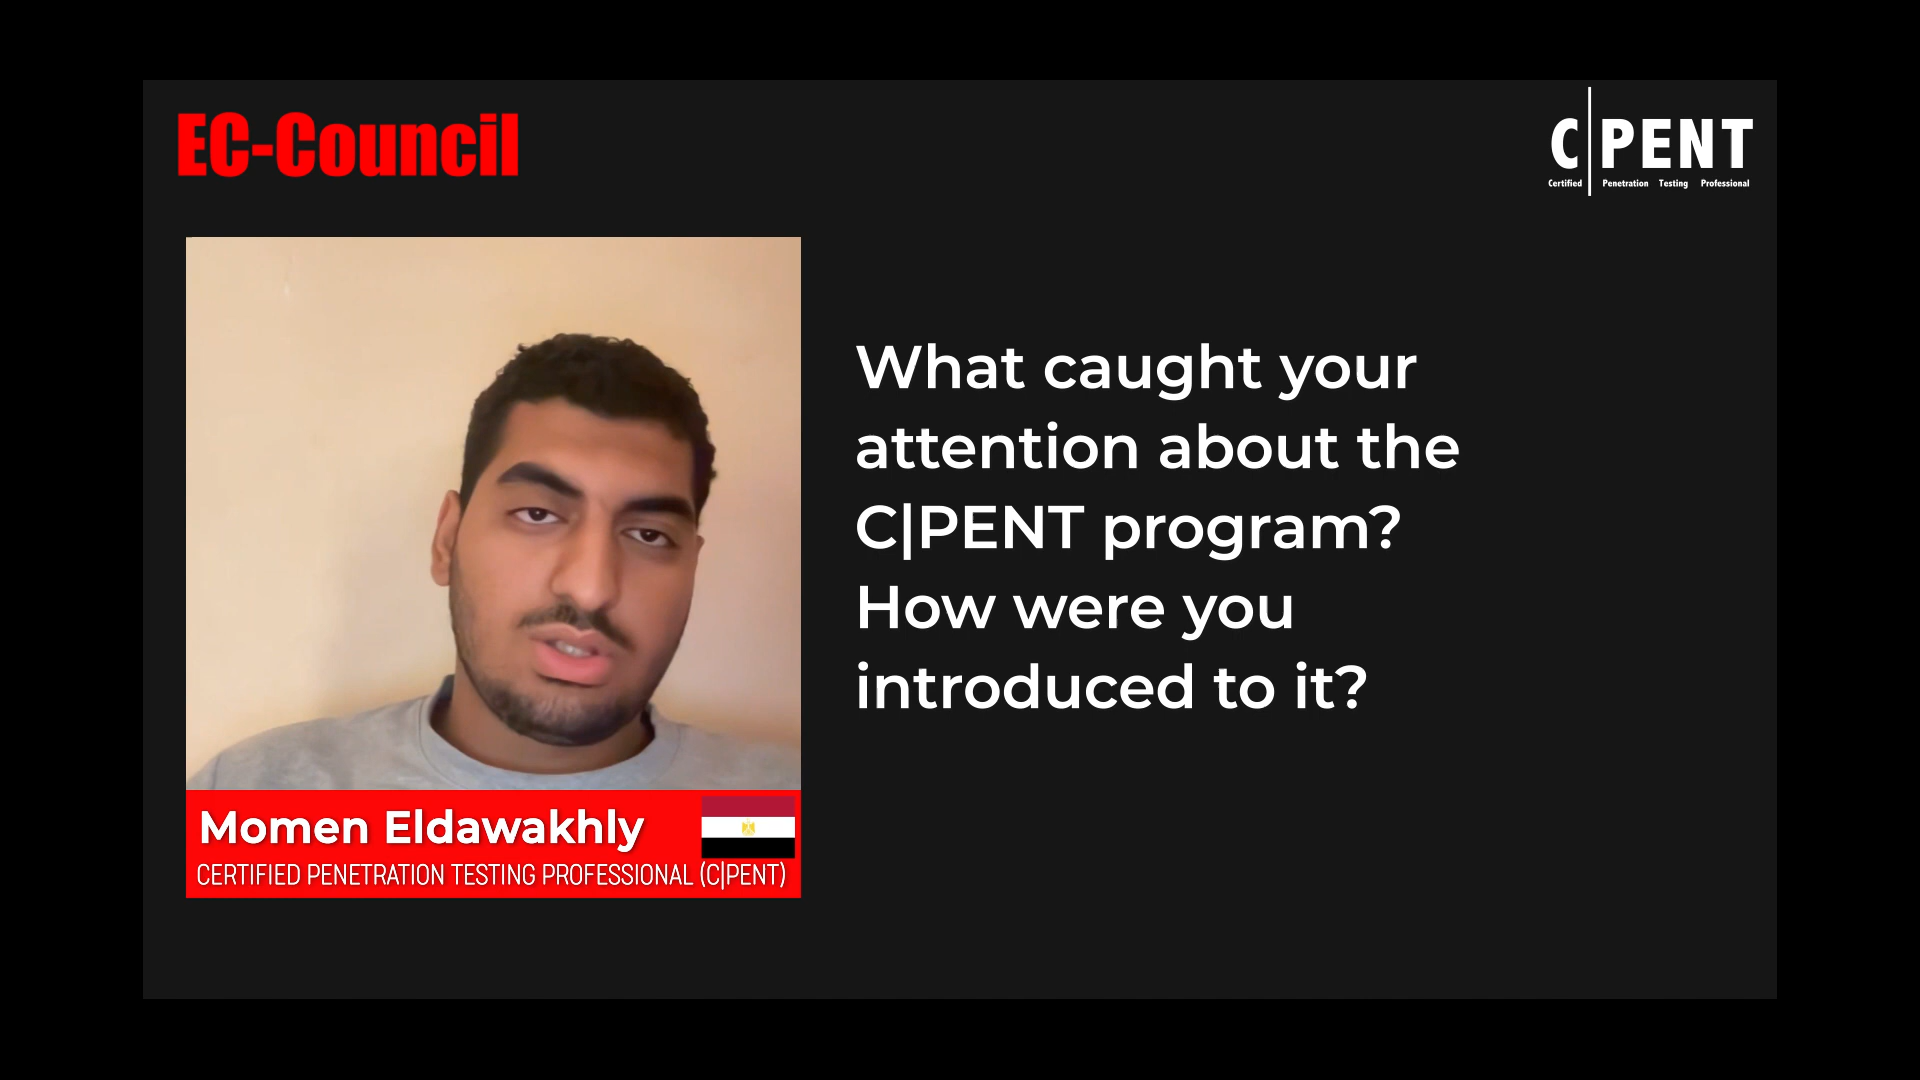 EC-Council
C|PENT
Certified Penetration Testing Professional
What caught your
attention about the
C|PENT program?
How were you
introduced to it?
Momen Eldawakhly
CERTIFIED PENETRATION TESTING PROFESSIONAL (C|PENT)